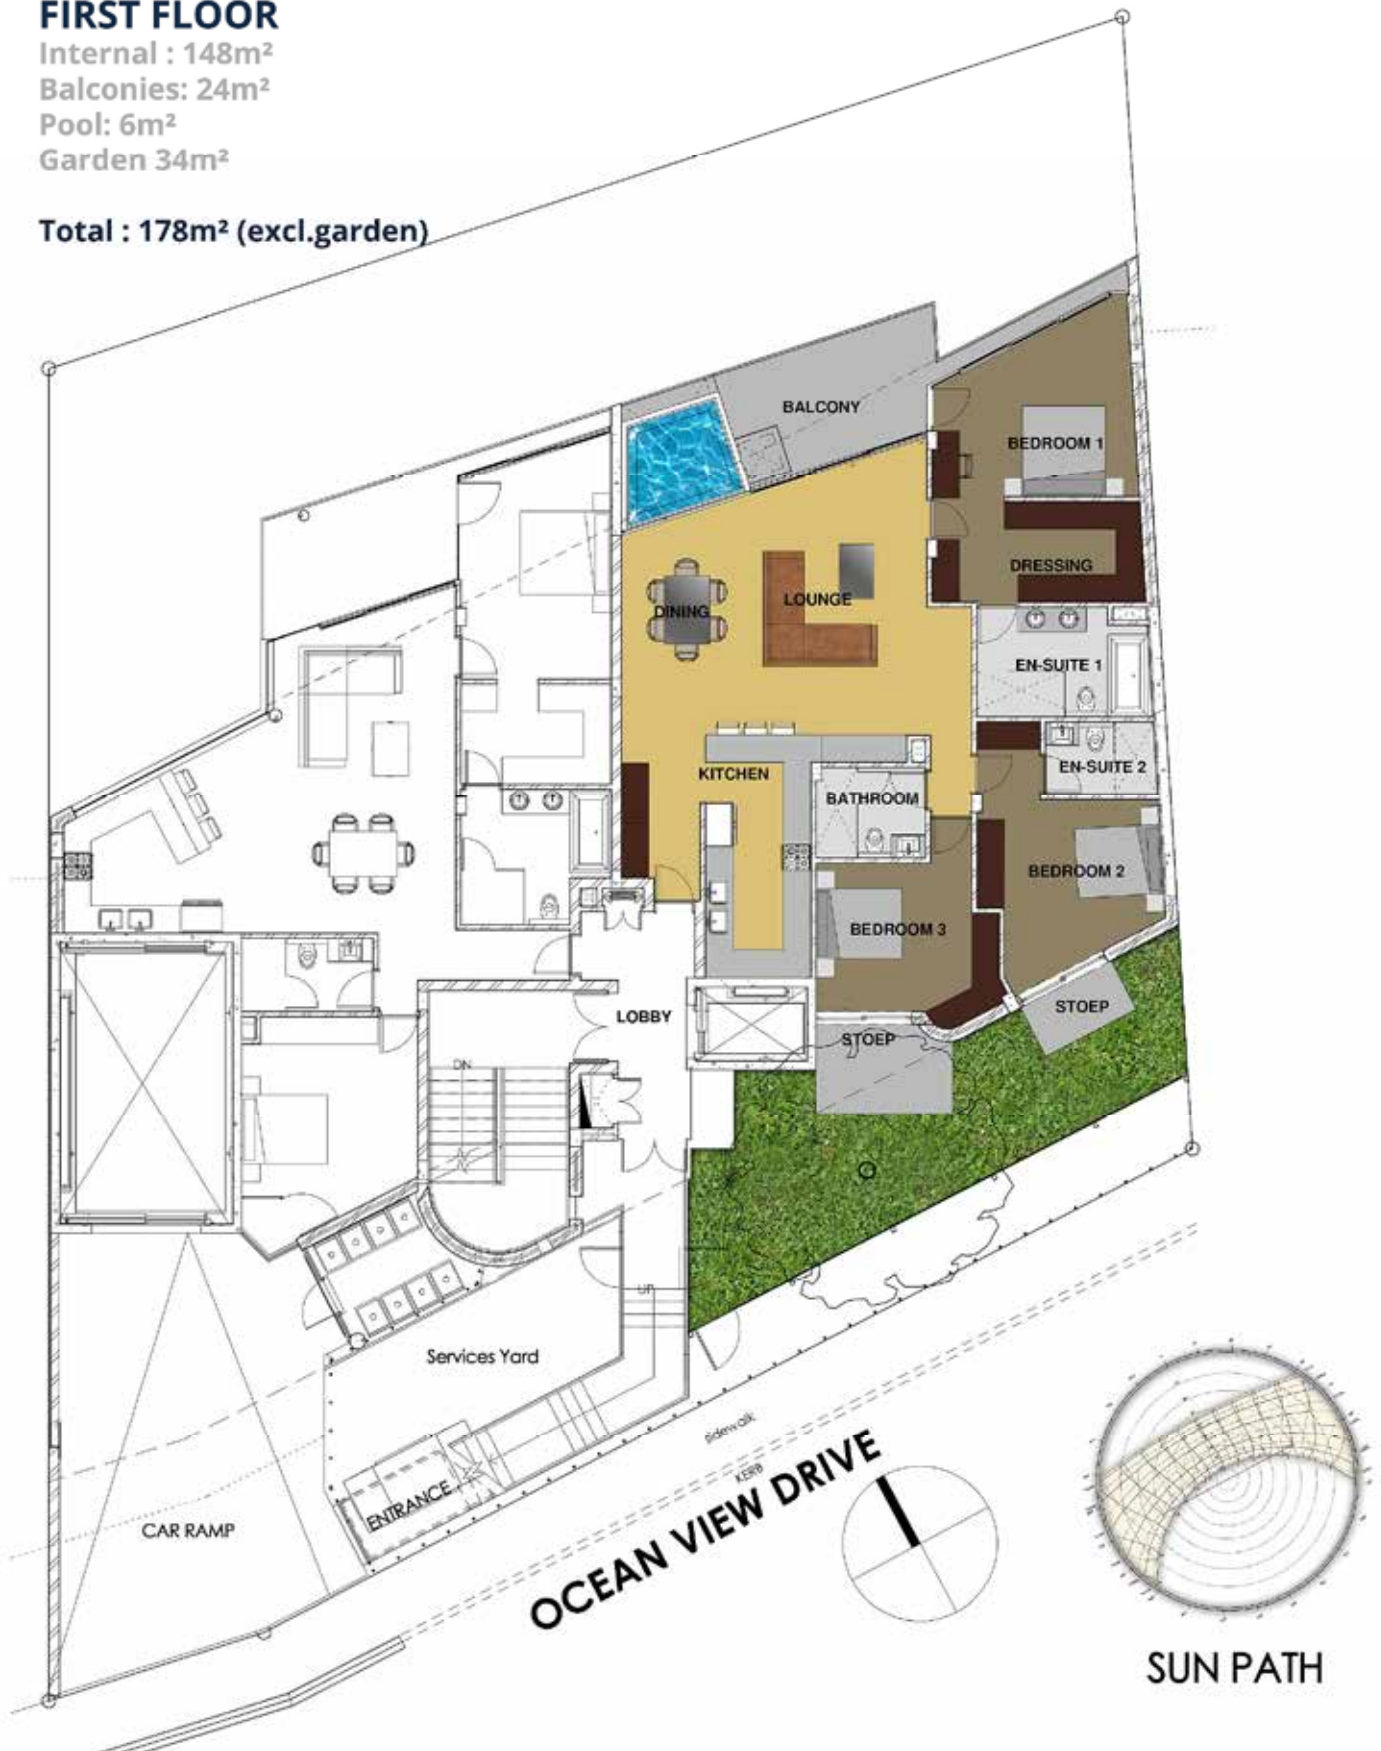 FIRST FLOOR
Internal : 148m²
Balconies: 24m²
Pool: 6m²
Garden 34m²
Total : 178m² (excl.garden)
BALCONY
BEDROOM 1
DRESSING
DINING
LOUNGE
EN-SUITE 1
EN-SUITE 2
KITCHEN
BATHROOM
BEDROOM 2
BEDROOM 3
STOEP
LOBBY
STOEP
DN
UP
Services Yard
sidewalk
KERB
ENTRANCE
CAR RAMP
OCEAN VIEW DRIVE
SUN PATH